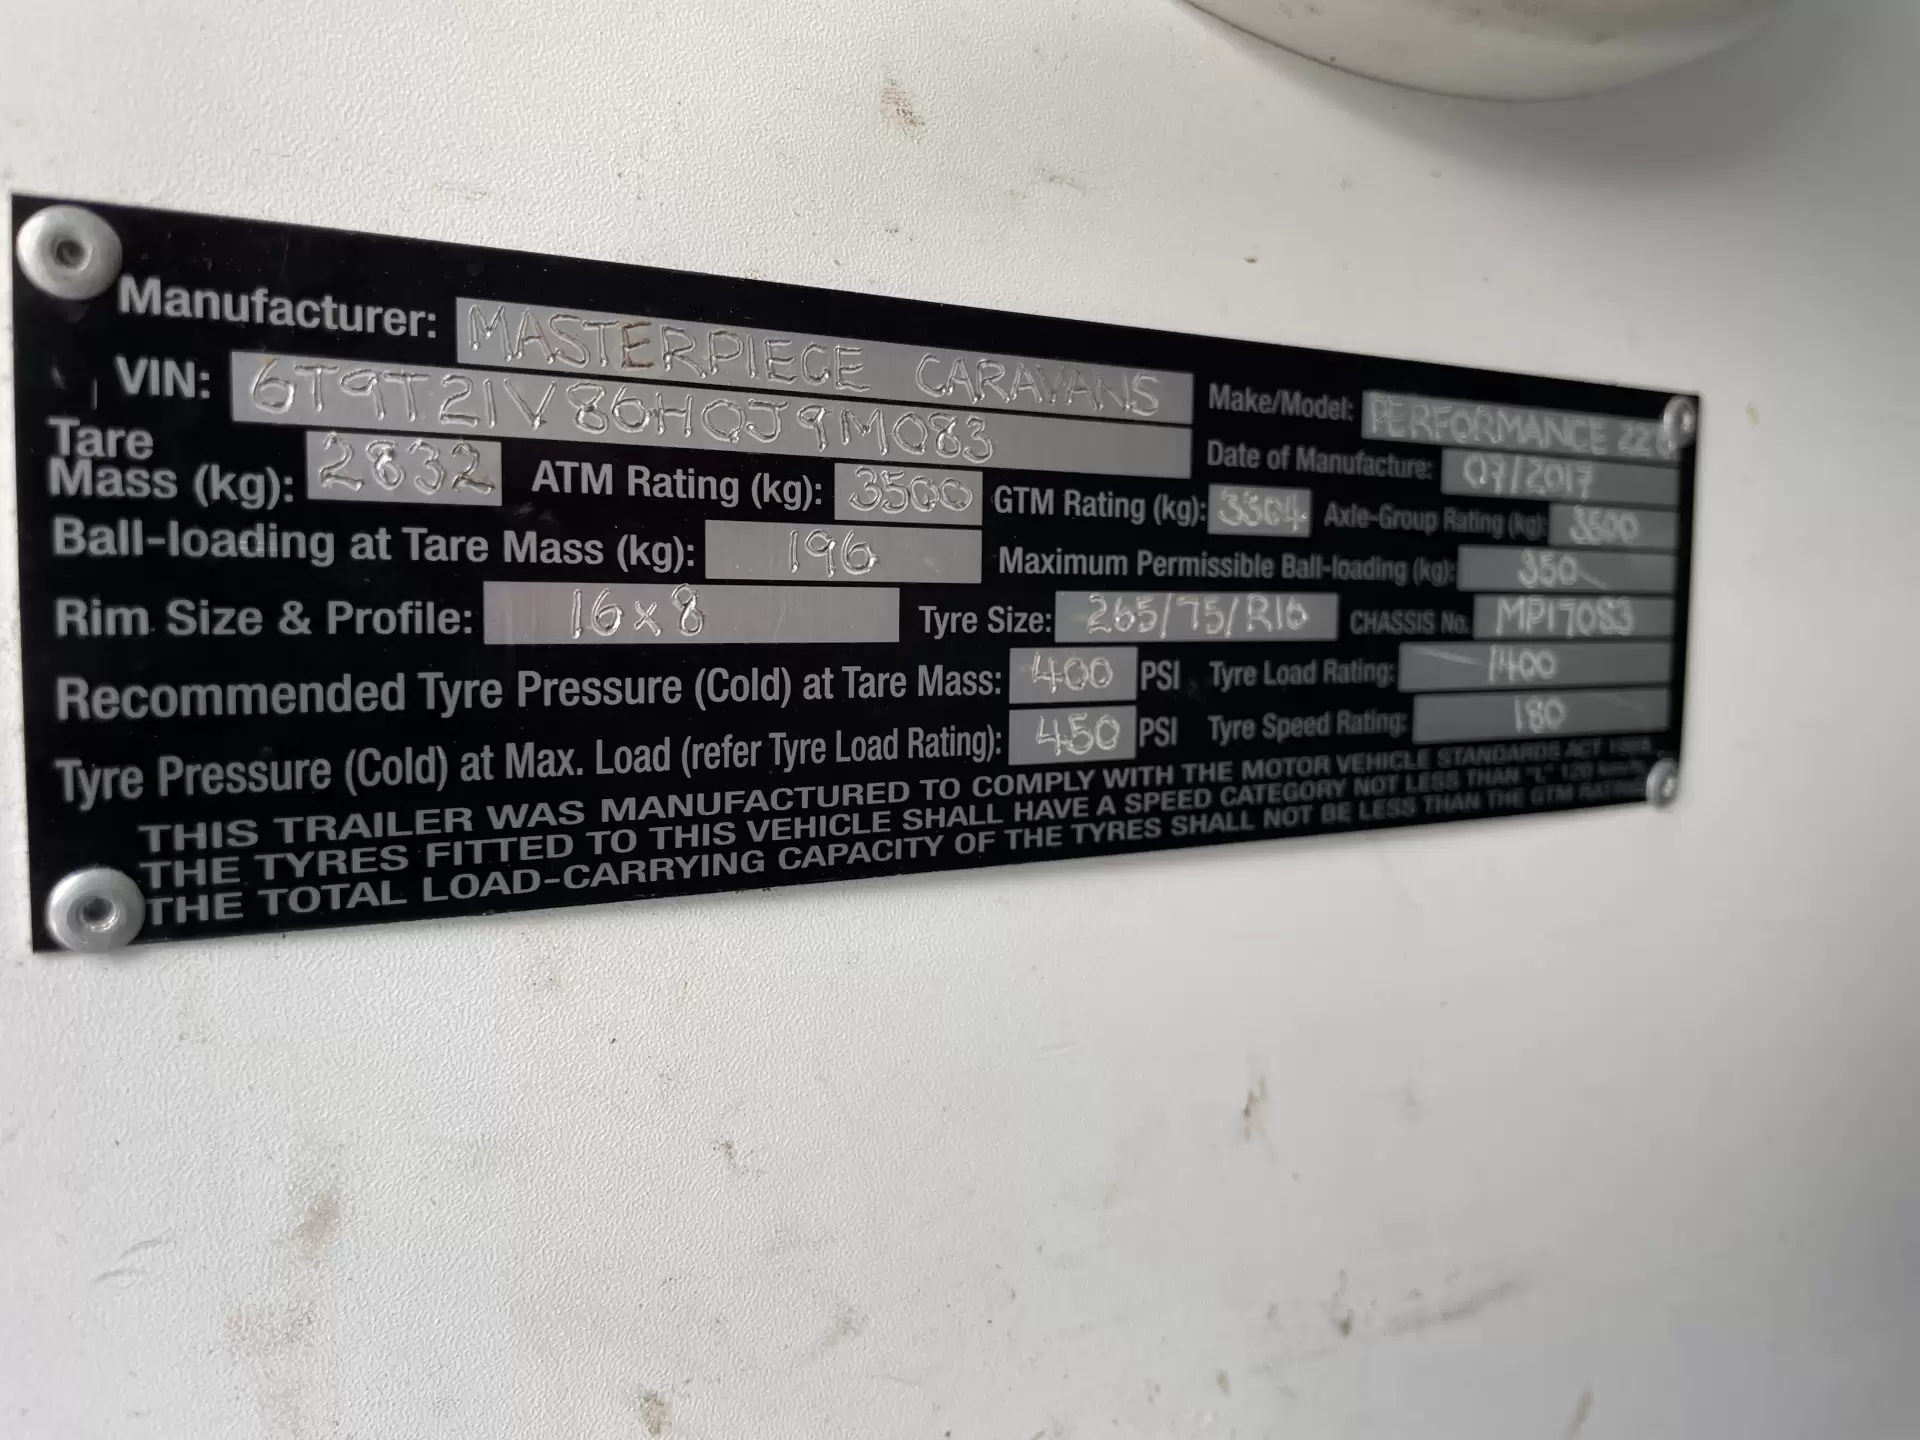 Manufacturer: MASTERPIECE CARAVANS
Make/Model: PERFORMANCE
VIN: 6T9T21V86H0J9M083
Date of Manufacture: 07/2017
Tare Mass (kg): 2832 ATM Rating (kg): 3500 GTM Rating (kg): 3304 Axle-Group Rating (kg): 3500
Ball-loading at Tare Mass (kg): 196 Maximum Permissible Ball-loading (kg): 350
Rim Size & Profile: 16x8 Tyre Size: 265/75/R16 CHASSIS No. MP17083
Recommended Tyre Pressure (Cold) at Tare Mass: 400 PSI Tyre Load Rating: 1400
Tyre Pressure (Cold) at Max. Load (refer Tyre Load Rating): 450 PSI Tyre Speed Rating: 180
THIS TRAILER WAS MANUFACTURED TO COMPLY WITH THE MOTOR VEHICLE STANDARDS ACT 1989
THE TYRES FITTED TO THIS VEHICLE SHALL HAVE A SPEED CATEGORY NOT LESS THAN "L" 120 km/h
THE TOTAL LOAD-CARRYING CAPACITY OF THE TYRES SHALL NOT BE LESS THAN THE GTM RATING